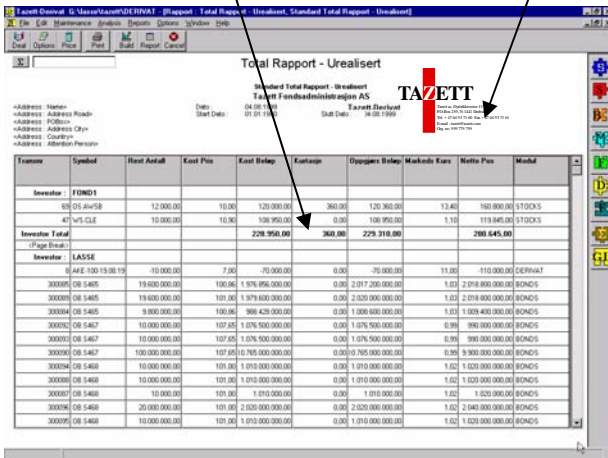 Tazett-Derivat G:\lasse\tazett\DERIVAT - [Rapport : Total Rapport - Urealisert, Standard Total Rapport - Urealisert]
File Edit Maintenance Analysis Reports Options Window Help
Deal Options Price Print Build Report Cancel
Σ
Total Rapport - Urealisert
Standard Total Rapport - Urealisert
Tazett Fondsadministrasjon AS
TAZETT
<Address : Name>
<Address : Address Road>
<Address : POBox>
<Address : Address City>
<Address : Country>
<Address : Attention Person>
Dato : 04.08.1999
Start Dato : 01.01.1980
Tazett Derivat
Slutt Dato :
Transnr Symbol Rest Antall Kost Pris Kost Beløp Kurtasje Oppgjørs Beløp Markeds Kurs Netto Pos Modul
Investor : FOND1
69 OS AWSB 12.000,00 10,00 120.000,00 360,00 120.360,00 13,40 160.800,00 STOCKS
47 WS CLE 10.000,00 10,90 108.950,00 0,00 108.950,00 1,10 119.845,00 STOCKS
Investor Total 228.950,00 360,00 229.310,00 280.645,00
<Page Break>
Investor : LASSE
0 AKE-100-19.08.19 -10.000,00 7,00 -70.000,00 0,00 -70.000,00 11,00 -110.000,00 DERIVAT
300085 OB S465 19.600.000,00 100,86 1.976.856.000,00 0,00 2.017.200.000,00 1,03 2.018.800.000,00 BONDS
300089 OB S465 19.600.000,00 101,00 1.979.600.000,00 0,00 2.020.000.000,00 1,03 2.018.800.000,00 BONDS
300084 OB S465 9.800.000,00 100,86 988.428.000,00 0,00 1.008.600.000,00 1,03 1.009.400.000,00 BONDS
300092 OB S467 10.000.000,00 107,65 1.076.500.000,00 0,00 1.076.500.000,00 0,99 990.000.000,00 BONDS
300093 OB S467 10.000.000,00 107,65 1.076.500.000,00 0,00 1.076.500.000,00 0,99 990.000.000,00 BONDS
300090 OB S467 100.000.000,00 107,65 10.765.000.000,00 0,00 10.765.000.000,00 0,99 9.900.000.000,00 BONDS
300094 OB S468 10.000.000,00 101,00 1.010.000.000,00 0,00 1.010.000.000,00 1,02 1.020.000.000,00 BONDS
300088 OB S468 10.000.000,00 101,00 1.010.000.000,00 0,00 1.010.000.000,00 1,02 1.020.000.000,00 BONDS
300087 OB S468 10.000,00 101,00 1.010.000,00 0,00 1.010.000,00 1,02 1.020.000,00 BONDS
300096 OB S468 20.000.000,00 101,00 2.020.000.000,00 0,00 2.020.000.000,00 1,02 2.040.000.000,00 BONDS
300095 OB S468 10.000.000,00 101,00 1.010.000.000,00 0,00 1.010.000.000,00 1,02 1.020.000.000,00 BONDS